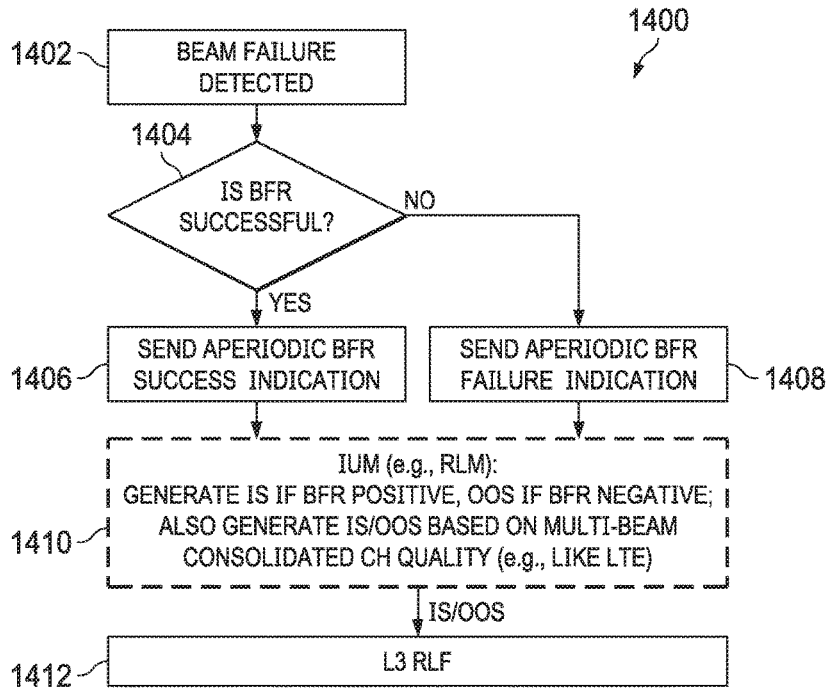 1400
1402
BEAM FAILURE
DETECTED
1404
IS BFR
SUCCESSFUL?
NO
YES
1406
SEND APERIODIC BFR
SUCCESS INDICATION
SEND APERIODIC BFR
FAILURE INDICATION
1408
1410
IUM (e.g., RLM):
GENERATE IS IF BFR POSITIVE, OOS IF BFR NEGATIVE;
ALSO GENERATE IS/OOS BASED ON MULTI-BEAM
CONSOLIDATED CH QUALITY (e.g., LIKE LTE)
IS/OOS
1412
L3 RLF